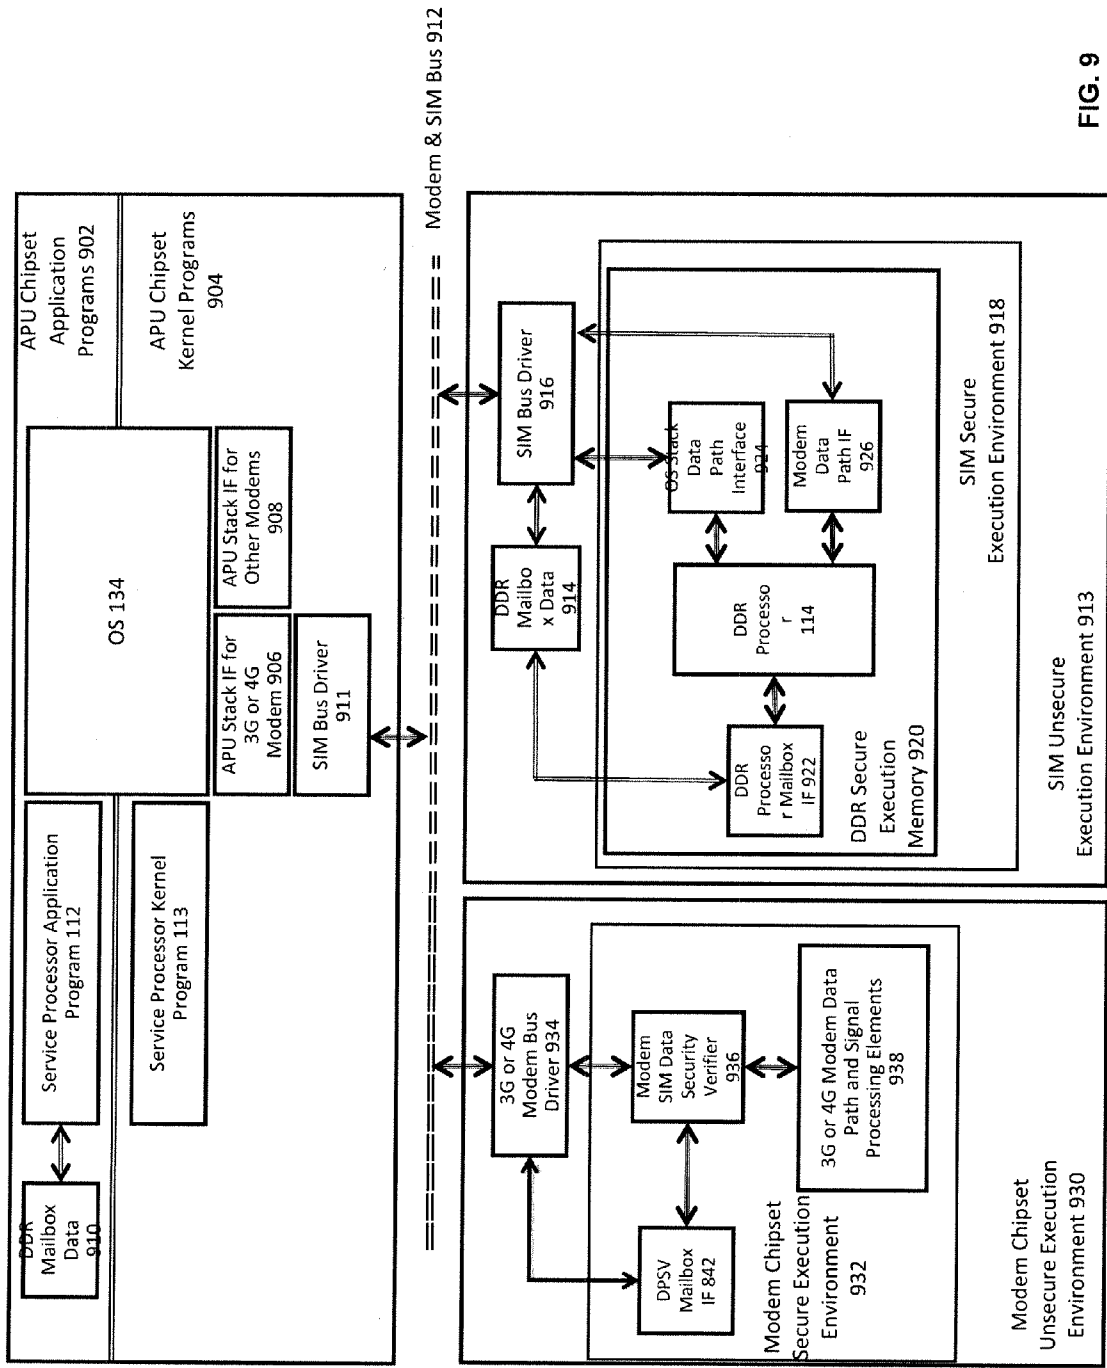 DDR
Mailbox
Data
910
Service Processor Application
Program 112
Service Processor Kernel
Program 113
OS 134
APU Stack IF for
3G or 4G
Modem 906
APU Stack IF for
Other Modems
908
SIM Bus Driver
911
APU Chipset
Application
Programs 902
APU Chipset
Kernel Programs
904
Modem & SIM Bus 912
3G or 4G
Modem Bus
Driver 934
DPSV
Mailbox
IF 842
Modem
SIM Data
Security
Verifier
936
3G or 4G Modem Data
Path and Signal
Processing Elements
938
Modem Chipset
Secure Execution
Environment
932
Modem Chipset
Unsecure Execution
Environment 930
DDR
Mailbo
x Data
914
SIM Bus Driver
916
DDR
Processo
r Mailbox
IF 922
DDR
Processo
r
114
OS Stack
Data
Path
Interface
924
Modem
Data
Path IF
926
DDR Secure
Execution
Memory 920
SIM Secure
Execution Environment 918
SIM Unsecure
Execution Environment 913
FIG. 9